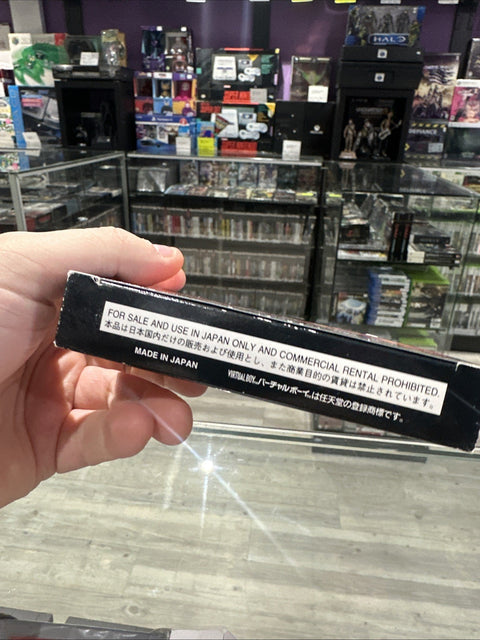 HALO
DEFIANCE
FOR SALE AND USE IN JAPAN ONLY AND COMMERCIAL RENTAL PROHIBITED.
本品は日本国内だけの販売および使用とし、また商業目的の賃貸は禁止されています。
MADE IN JAPAN
VIRTUAL BOY、バーチャルボーイ、は任天堂の登録商標です。